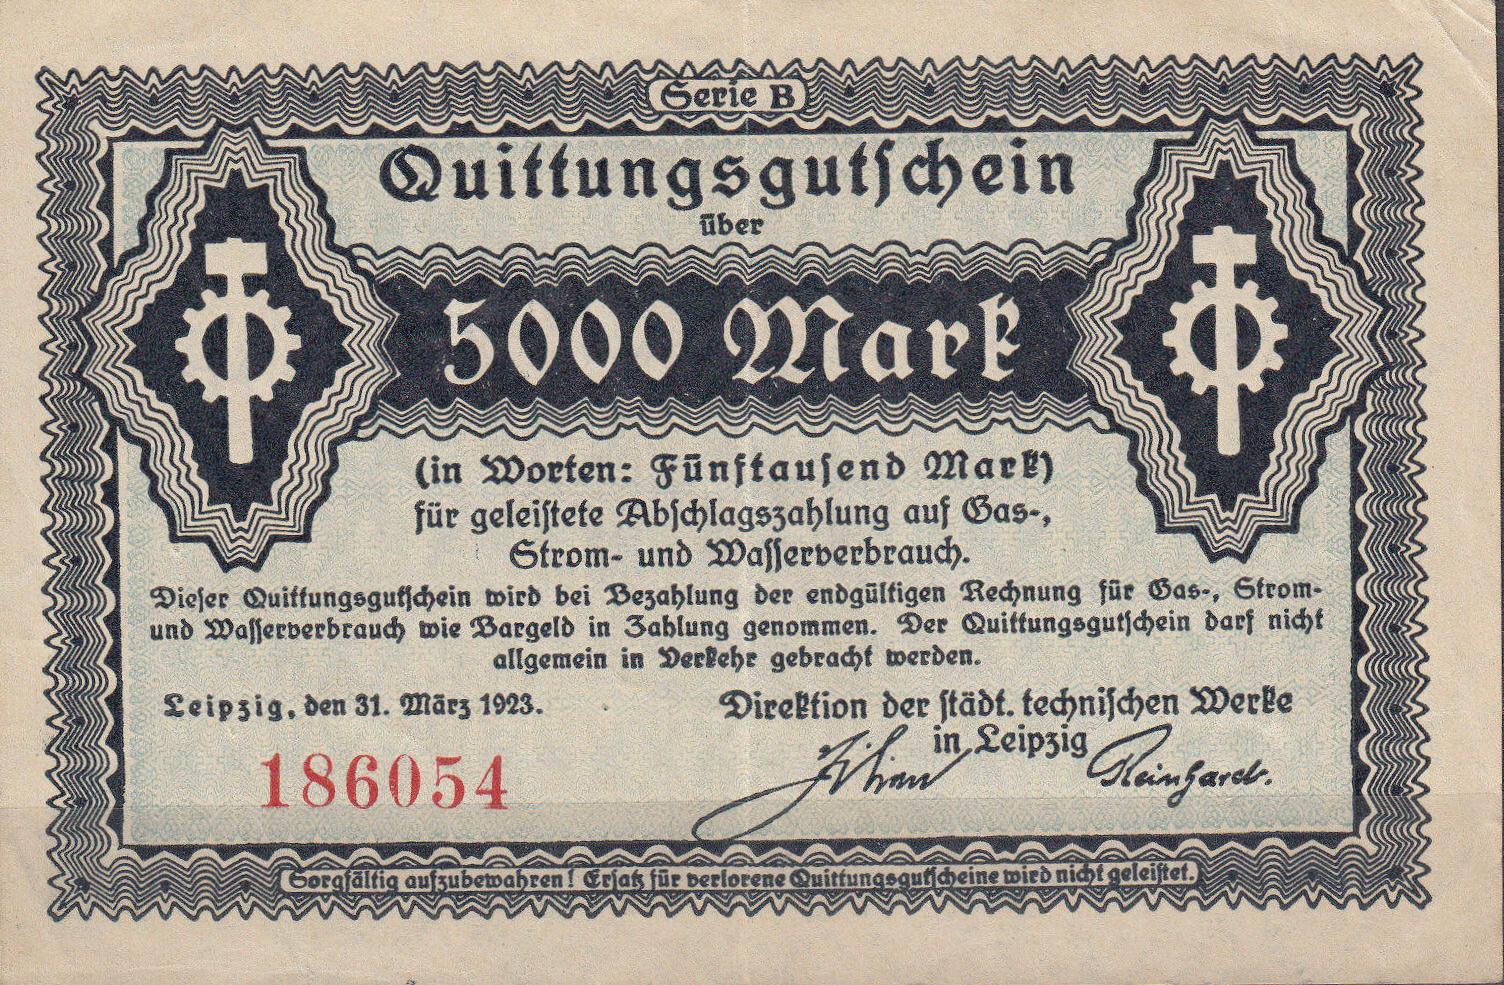 Serie B
Quittungsgutschein
über
5000 Mark
(in Worten: Fünftausend Mark)
für geleistete Abschlagszahlung auf Gas-,
Strom- und Wasserverbrauch.
Dieser Quittungsgutschein wird bei Bezahlung der endgültigen Rechnung für Gas-, Strom-
und Wasserverbrauch wie Bargeld in Zahlung genommen. Der Quittungsgutschein darf nicht
allgemein in Verkehr gebracht werden.
Leipzig, den 31. März 1923.
Direktion der städt. technischen Werke
in Leipzig
186054
Reinhardt.
Sorgfältig aufzubewahren! Ersatz für verlorene Quittungsgutscheine wird nicht geleistet.